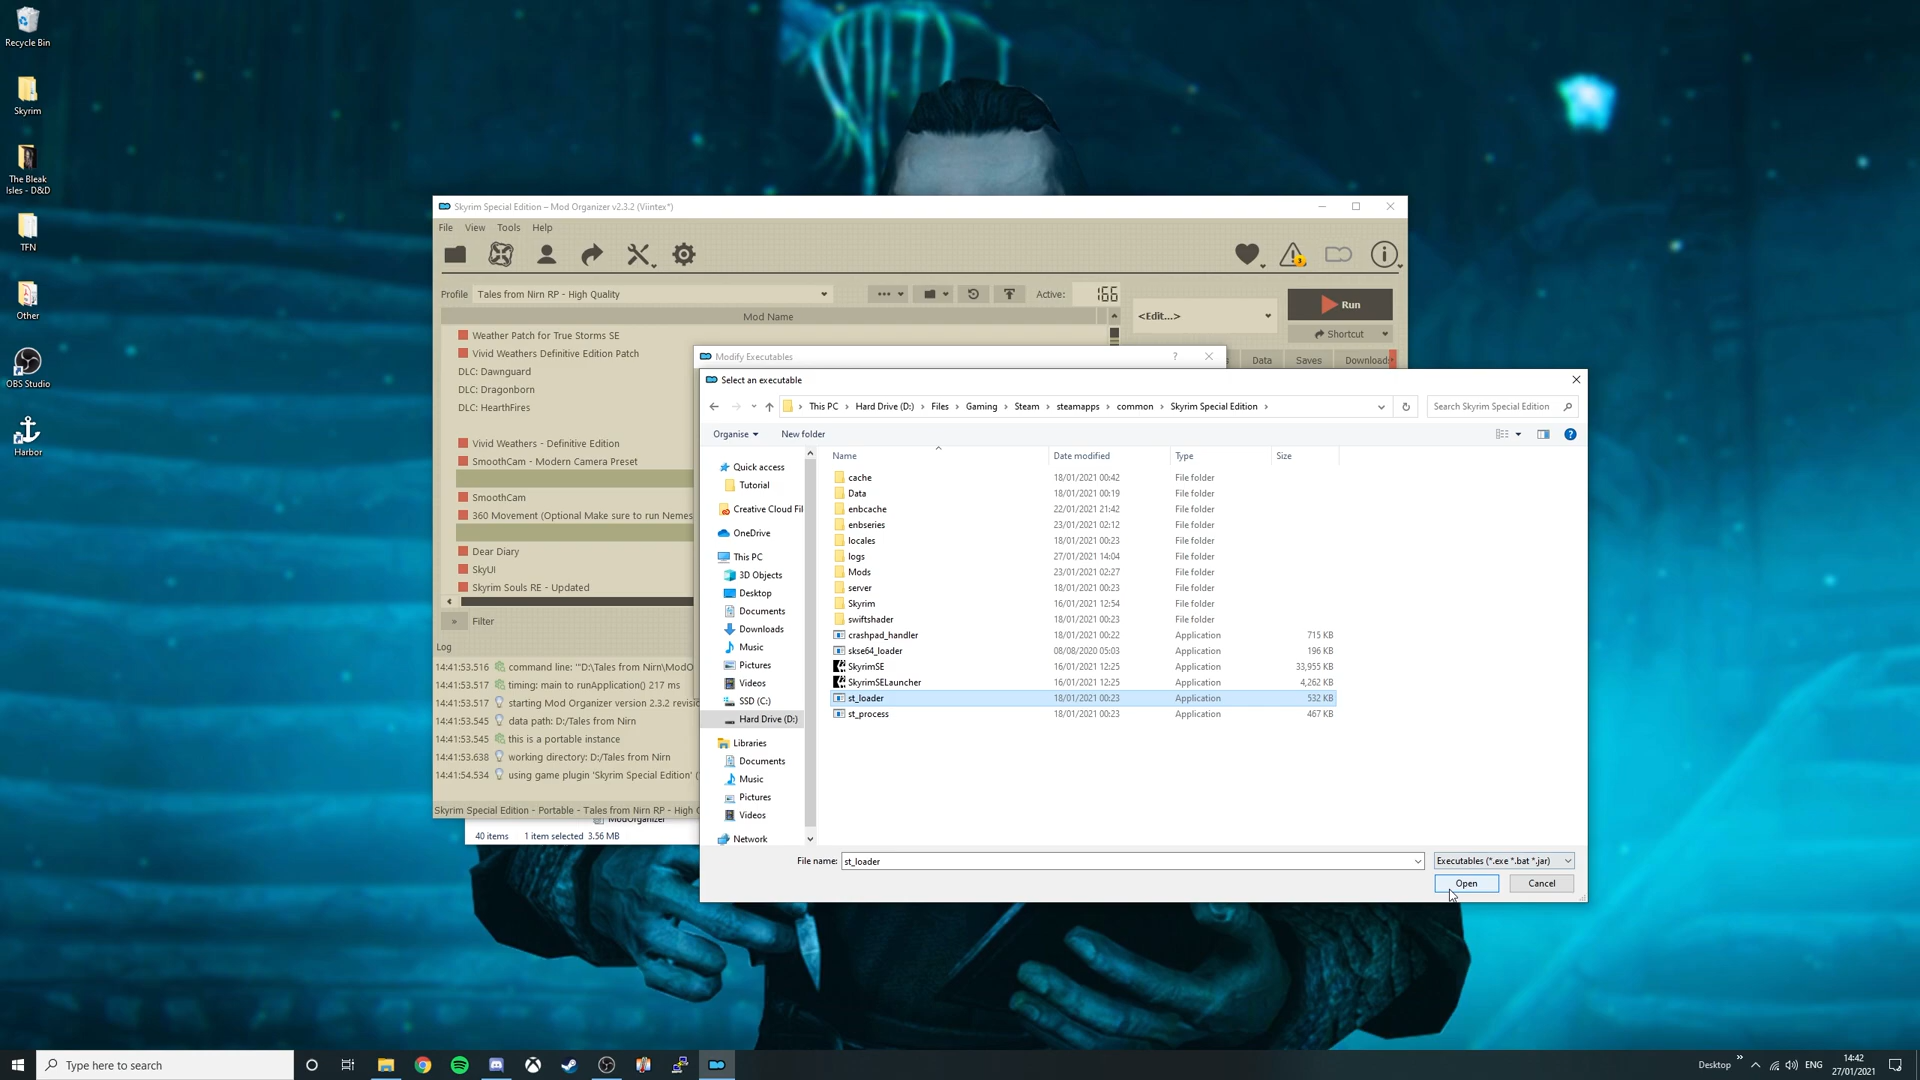 Recycle Bin
Skyrim
The Bleak
Isles - D&D
TFN
Other
OBS Studio
Harbor
Skyrim Special Edition – Mod Organizer v2.3.2 (Viintex*)
File View Tools Help
Profile Tales from Nirn RP - High Quality
Active: 166
<Edit...>
Run
Shortcut
Mod Name
Weather Patch for True Storms SE
Vivid Weathers Definitive Edition Patch
DLC: Dawnguard
DLC: Dragonborn
DLC: HearthFires
Vivid Weathers - Definitive Edition
SmoothCam - Modern Camera Preset
SmoothCam
360 Movement (Optional Make sure to run Nemes
Dear Diary
SkyUI
Skyrim Souls RE - Updated
Data Saves Download
» Filter
Log
14:41:53.516 command line: '"D:\Tales from Nirn\ModO
14:41:53.517 timing: main to runApplication() 217 ms
14:41:53.517 starting Mod Organizer version 2.3.2 revisi
14:41:53.545 data path: D:/Tales from Nirn
14:41:53.545 this is a portable instance
14:41:53.638 working directory: D:/Tales from Nirn
14:41:54.534 using game plugin 'Skyrim Special Edition' (
Skyrim Special Edition - Portable - Tales from Nirn RP - High
ModOrganizer
40 items 1 item selected 3.56 MB
Modify Executables
?
Select an executable
This PC > Hard Drive (D:) > Files > Gaming > Steam > steamapps > common > Skyrim Special Edition >
Search Skyrim Special Edition
Organise New folder
Quick access
Tutorial
Creative Cloud Fil
OneDrive
This PC
3D Objects
Desktop
Documents
Downloads
Music
Pictures
Videos
SSD (C:)
Hard Drive (D:)
Libraries
Documents
Music
Pictures
Videos
Network
Name Date modified Type Size
cache 18/01/2021 00:42 File folder
Data 18/01/2021 00:19 File folder
enbcache 22/01/2021 21:42 File folder
enbseries 23/01/2021 02:12 File folder
locales 18/01/2021 00:23 File folder
logs 27/01/2021 14:04 File folder
Mods 23/01/2021 02:27 File folder
server 18/01/2021 00:23 File folder
Skyrim 16/01/2021 12:54 File folder
swiftshader 18/01/2021 00:23 File folder
crashpad_handler 18/01/2021 00:22 Application 715 KB
skse64_loader 08/08/2020 05:03 Application 196 KB
SkyrimSE 16/01/2021 12:25 Application 33,955 KB
SkyrimSELauncher 16/01/2021 12:25 Application 4,262 KB
st_loader 18/01/2021 00:23 Application 532 KB
st_process 18/01/2021 00:23 Application 467 KB
File name: st_loader
Executables (*.exe *.bat *.jar)
Open Cancel
Type here to search
Desktop » ENG
14:42
27/01/2021